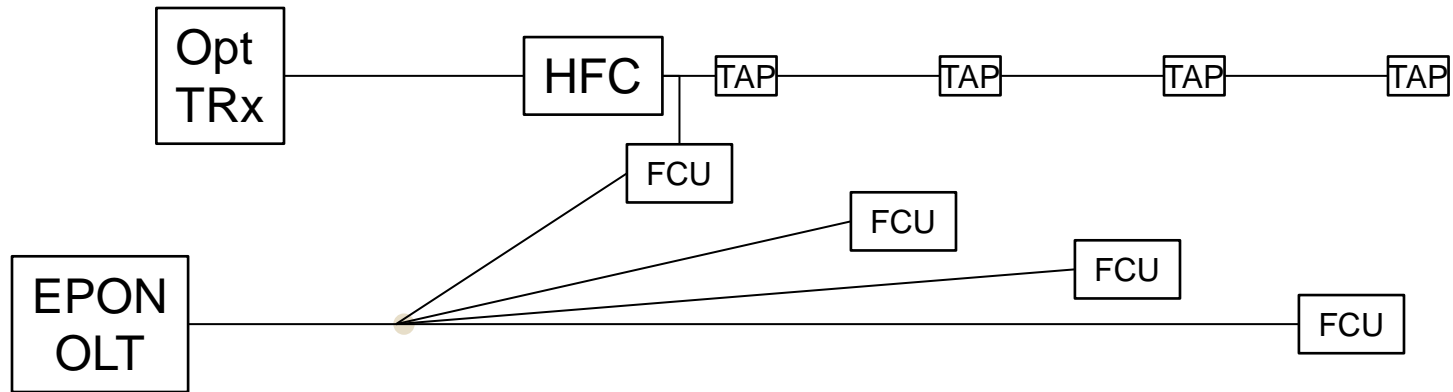 Opt
TRx
HFC
TAP
TAP
TAP
TAP
FCU
FCU
FCU
FCU
EPON
OLT